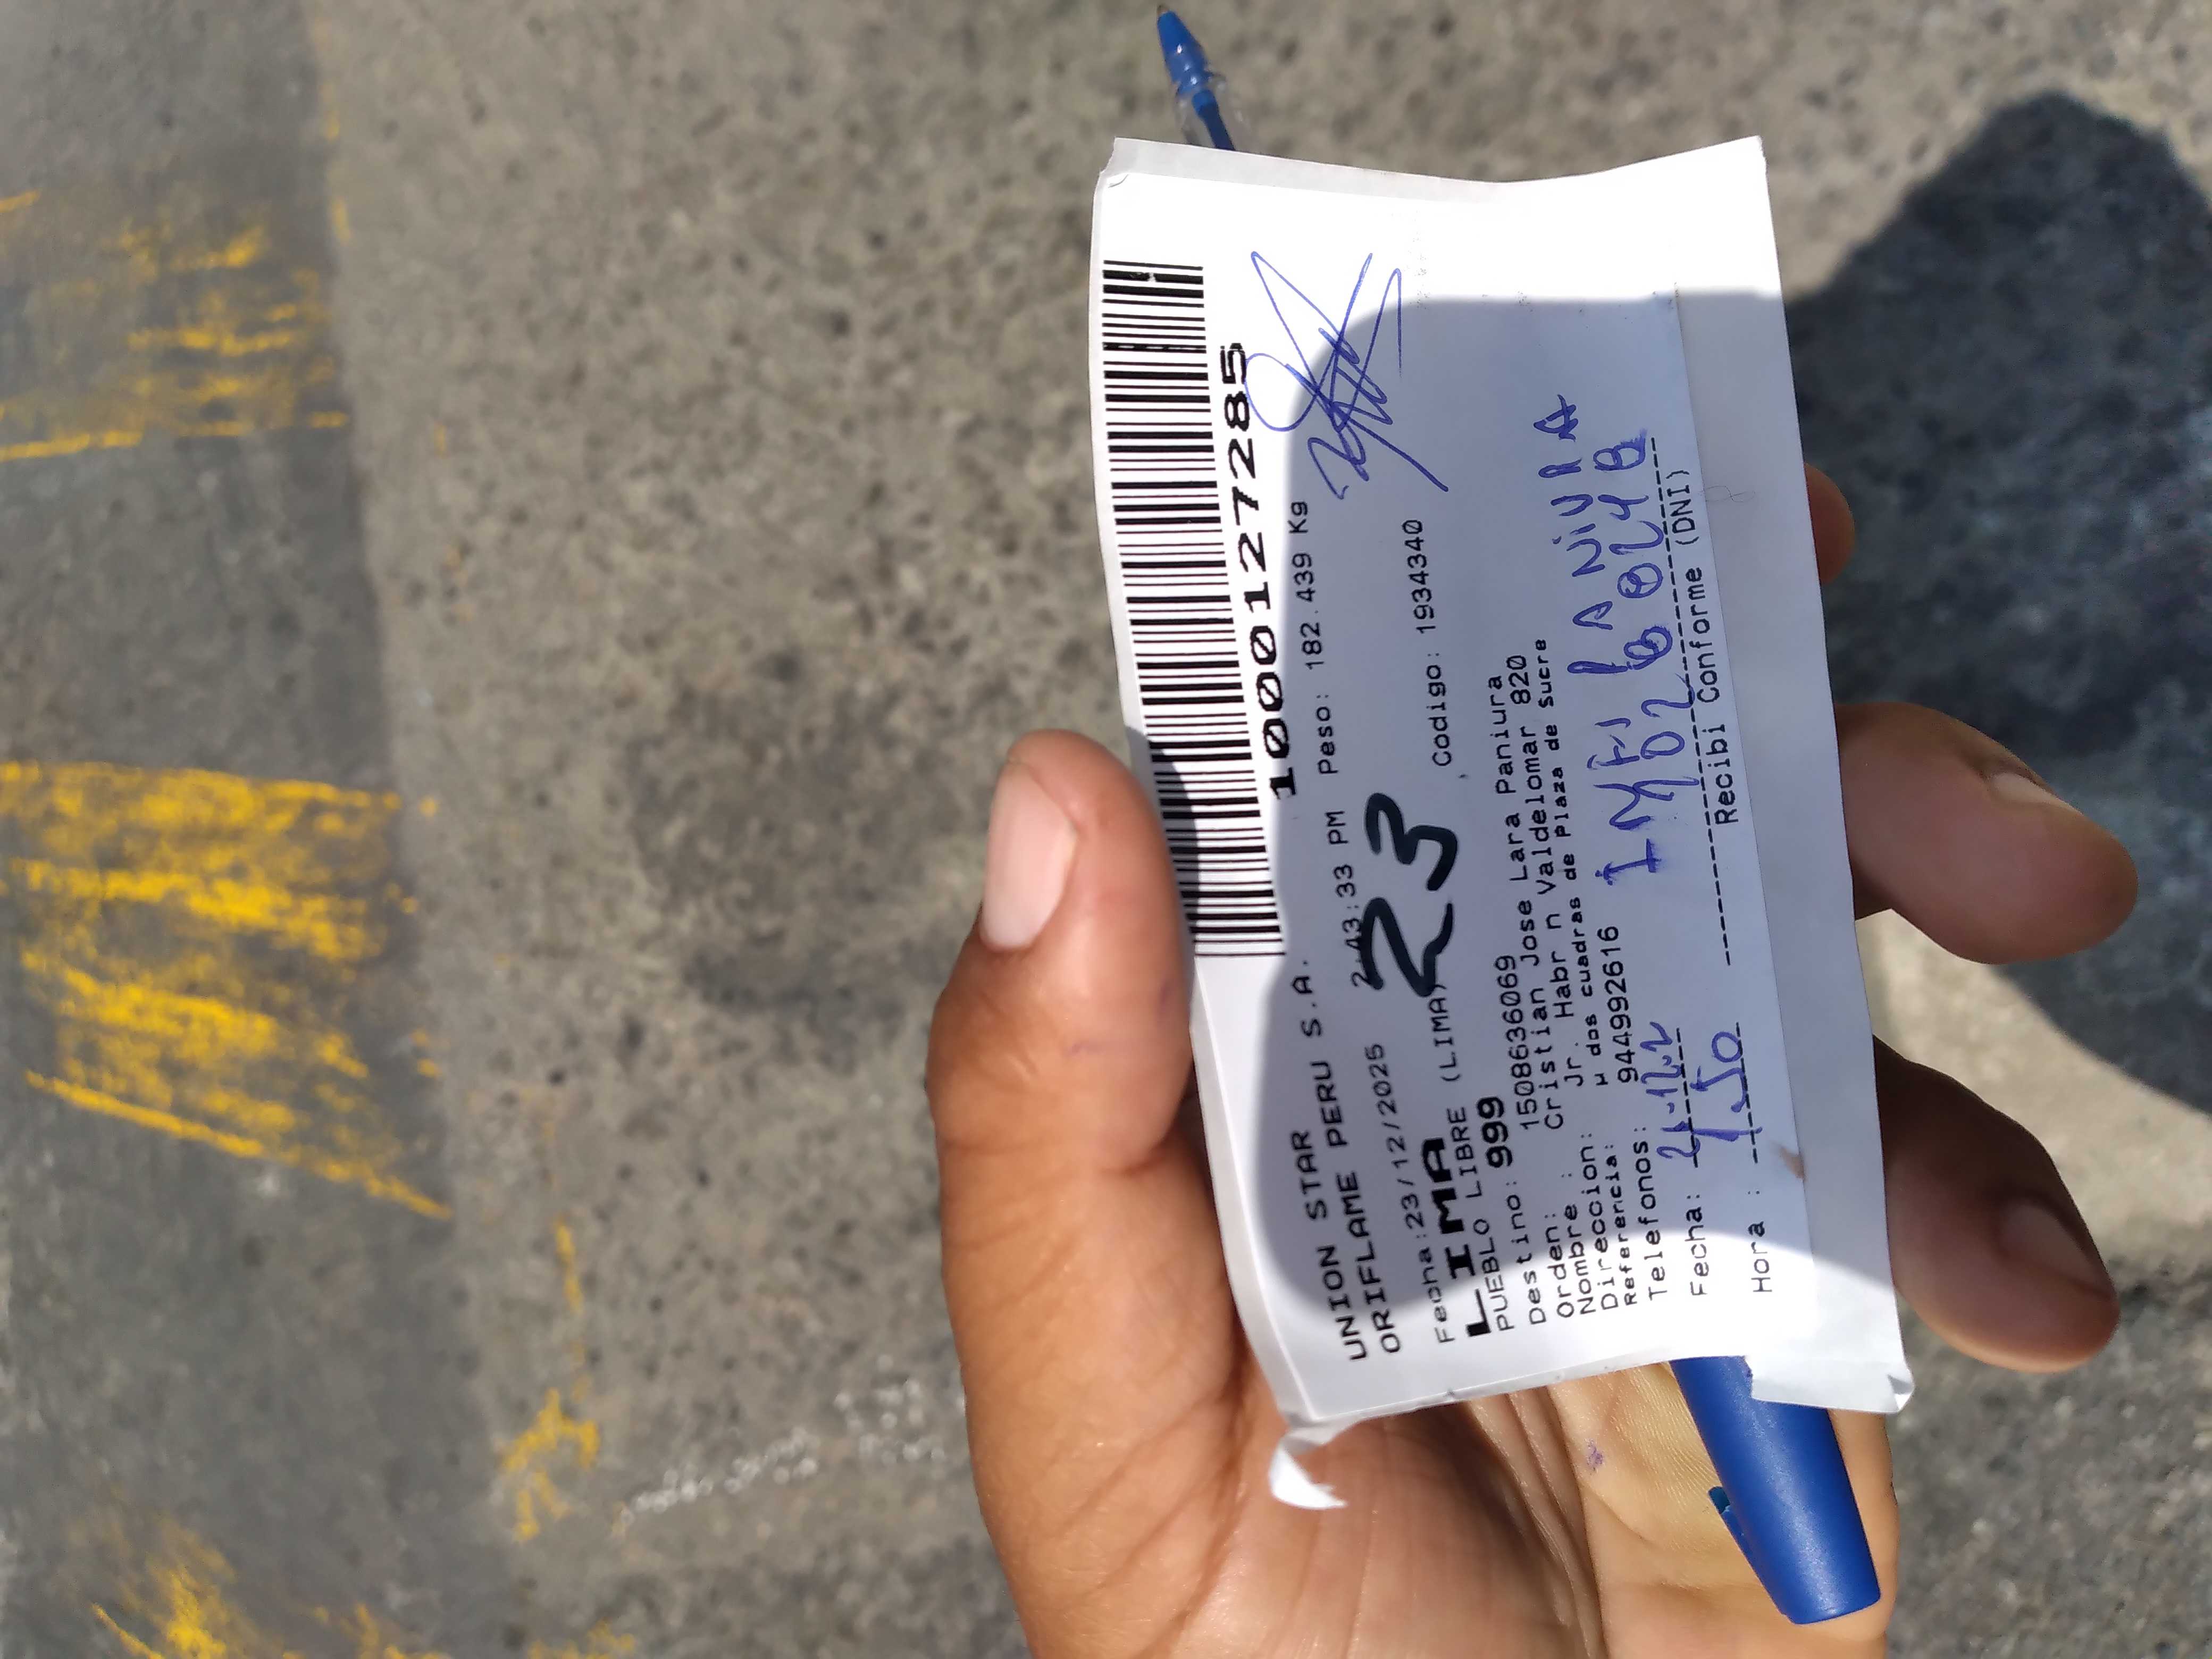 1000127285
UNION STAR
ORIFLAME PERU S.A.
Fecha:23/12/2025 2:43:33 PM Peso: 182.439 Kg
LIMA 23
PUEBLO LIBRE (LIMA) Codigo: 1934340
Destino: 999
Orden: 1508636069
Nombre : Cristian Jose Lara Paniura
Direccion: Jr. Habr n Valdelomar 820
Referencia: µ dos cuadras de Plaza de Sucre
Telefonos: 944992616
PANiURA
Fecha:
Hora :
Recibi Conforme (DNI)